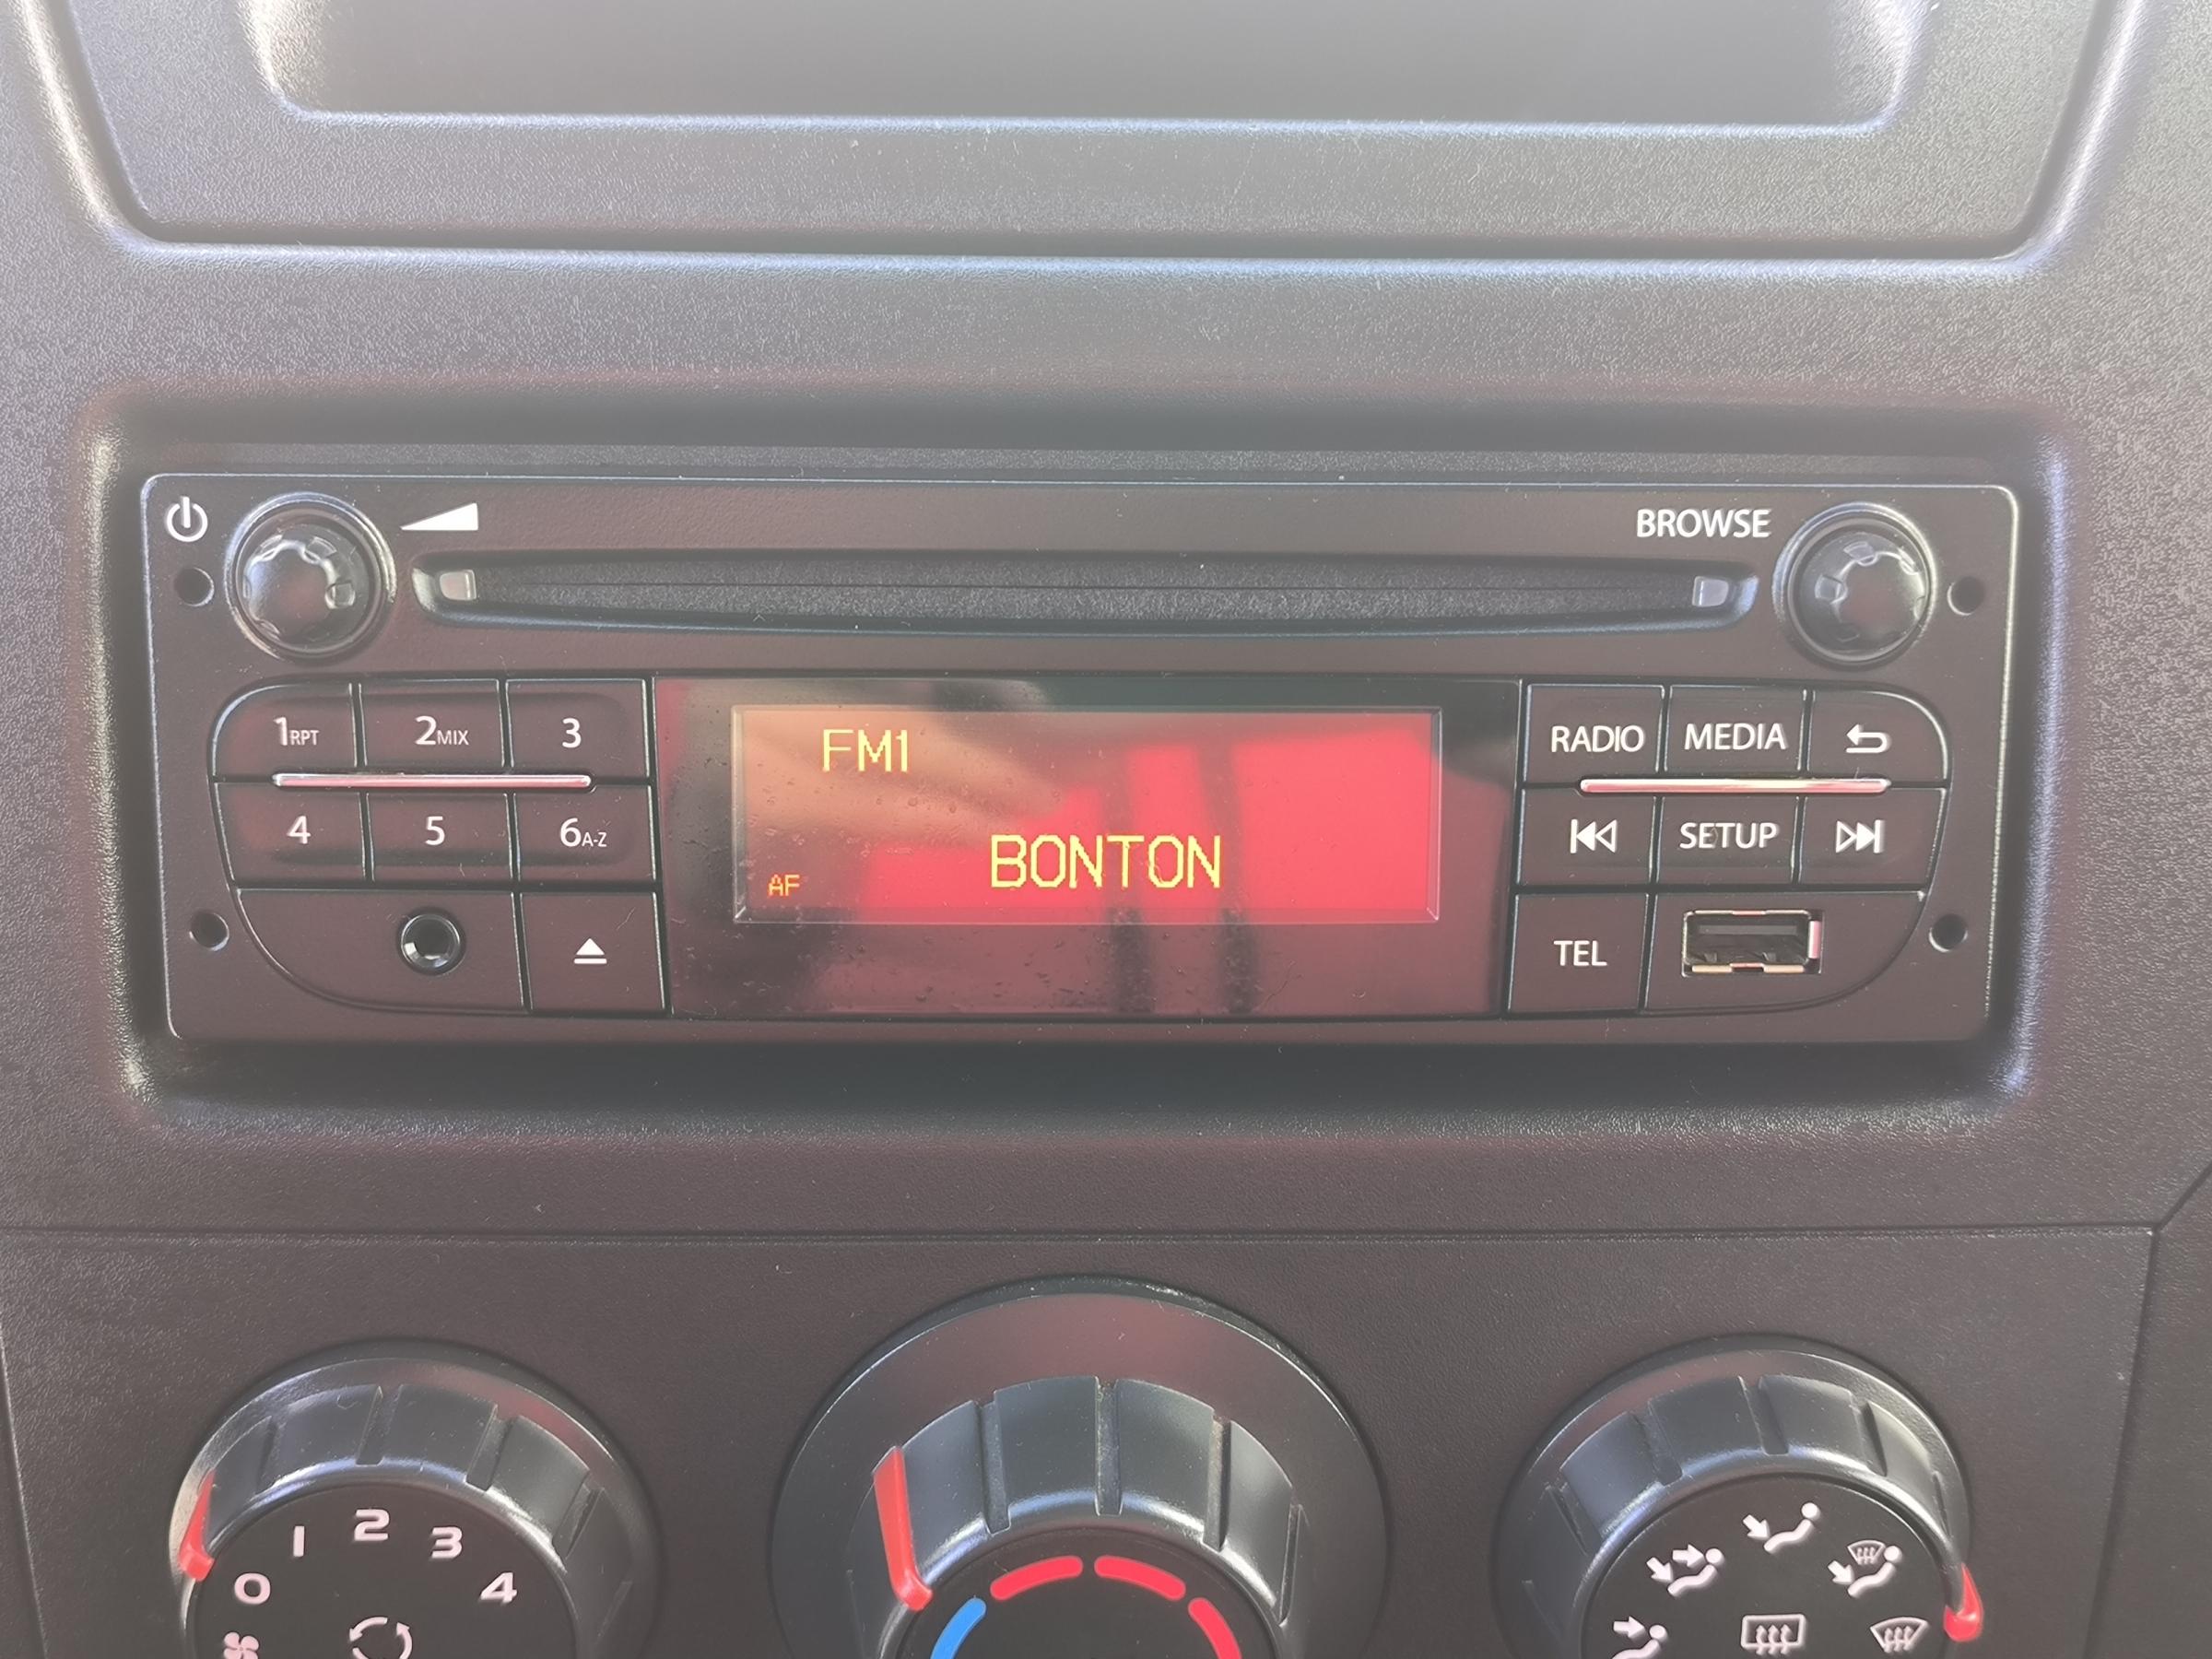 BROWSE
1RPT 2MIX 3
RADIO MEDIA
FM1
4 5 6A-Z
BONTON
SETUP
AF
TEL
0 1 2 3 4